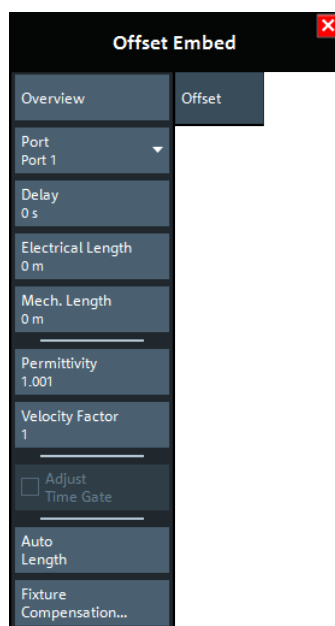 Offset Embed
Overview
Offset
Port
Port 1
Delay
0 s
Electrical Length
0 m
Mech. Length
0 m
Permittivity
1.001
Velocity Factor
1
Adjust
Time Gate
Auto
Length
Fixture
Compensation...